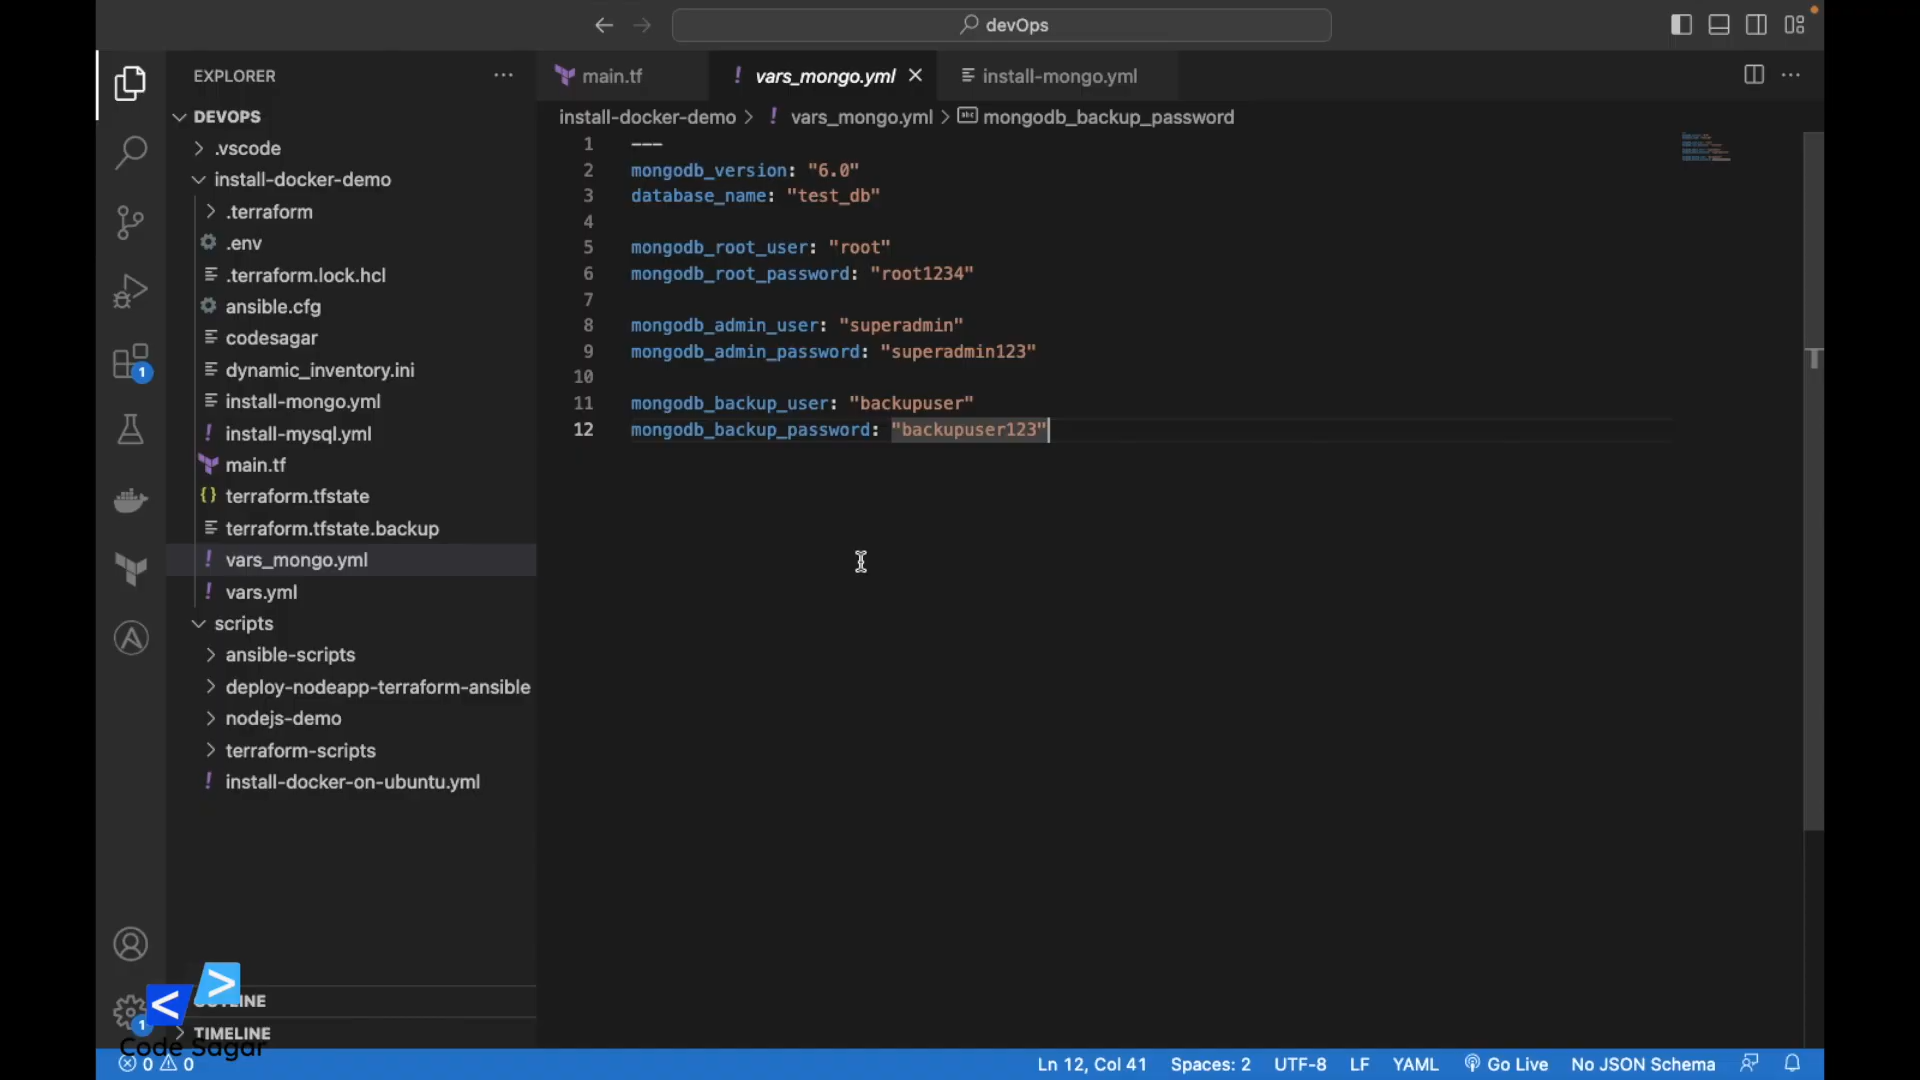 devOps
EXPLORER
main.tf
vars_mongo.yml
install-mongo.yml
install-docker-demo > ! vars_mongo.yml > mongodb_backup_password
DEVOPS
.vscode
install-docker-demo
.terraform
.env
.terraform.lock.hcl
ansible.cfg
codesagar
dynamic_inventory.ini
install-mongo.yml
install-mysql.yml
main.tf
terraform.tfstate
terraform.tfstate.backup
vars_mongo.yml
vars.yml
scripts
ansible-scripts
deploy-nodeapp-terraform-ansible
nodejs-demo
terraform-scripts
install-docker-on-ubuntu.yml
OUTLINE
TIMELINE
1 ---
2 mongodb_version: "6.0"
3 database_name: "test_db"
4
5 mongodb_root_user: "root"
6 mongodb_root_password: "root1234"
7
8 mongodb_admin_user: "superadmin"
9 mongodb_admin_password: "superadmin123"
10
11 mongodb_backup_user: "backupuser"
12 mongodb_backup_password: "backupuser123"
1
1
Code Sagar
0 0
Ln 12, Col 41 Spaces: 2 UTF-8 LF YAML Go Live No JSON Schema